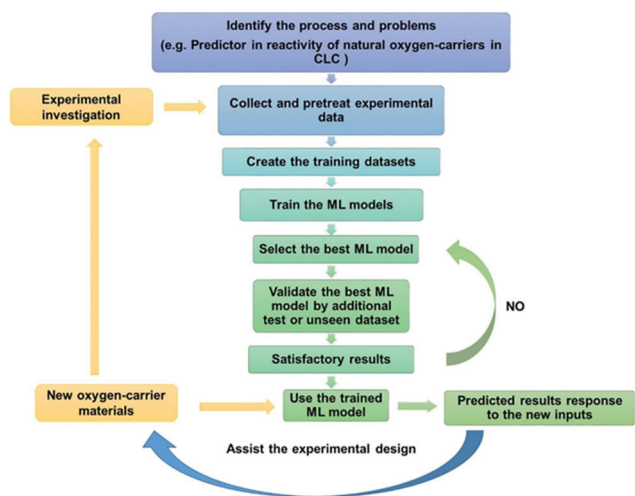 Identify the process and problems
(e.g. Predictor in reactivity of natural oxygen-carriers in
CLC )
Experimental
investigation
Collect and pretreat experimental
data
Create the training datasets
Train the ML models
Select the best ML model
Validate the best ML
model by additional
test or unseen dataset
NO
Satisfactory results
New oxygen-carrier
materials
Use the trained
ML model
Predicted results response
to the new inputs
Assist the experimental design